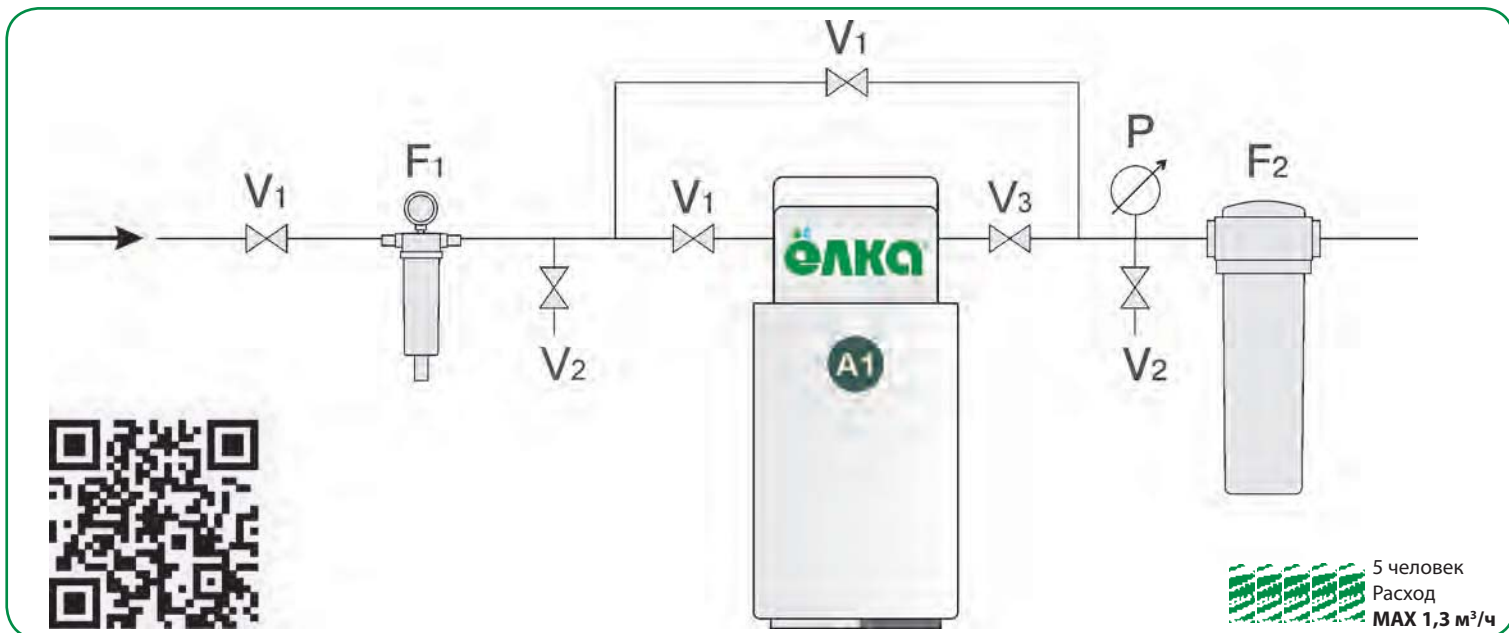 V1
P
F1
F2
V1
V1
V3
ёлка
V2
A1
V2
5 человек
Расход
MAX 1,3 м³/ч